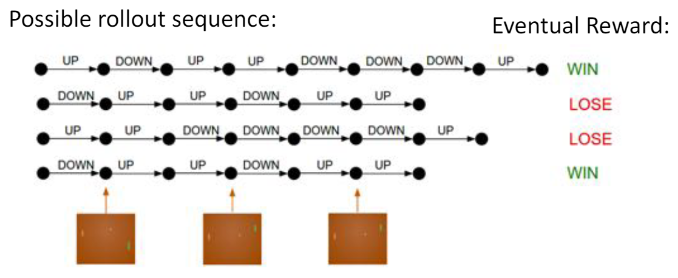 Possible rollout sequence:
Eventual Reward:
UP DOWN UP UP DOWN DOWN DOWN UP WIN
DOWN UP UP DOWN UP UP LOSE
UP UP DOWN DOWN DOWN DOWN UP LOSE
DOWN UP UP DOWN UP UP WIN